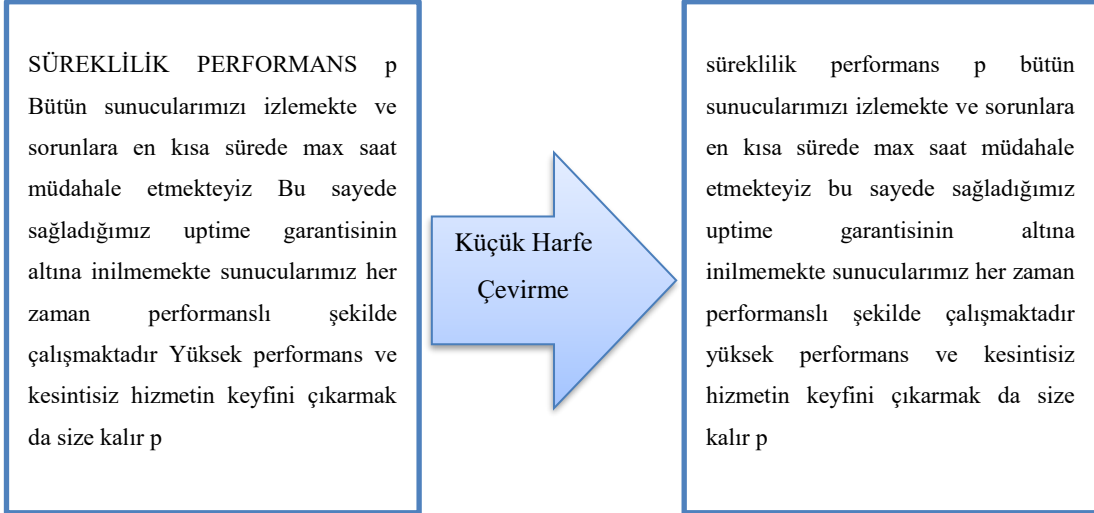 SÜREKLİLİK PERFORMANS p
Bütün sunucularımızı izlemekte ve
sorunlara en kısa sürede max saat
müdahale etmekteyiz Bu sayede
sağladığımız uptime garantisinin
altına inilmemekte sunucularımız her
zaman performanslı şekilde
çalışmaktadır Yüksek performans ve
kesintisiz hizmetin keyfini çıkarmak
da size kalır p
Küçük Harfe
Çevirme
süreklilik performans p bütün
sunucularımızı izlemekte ve sorunlara
en kısa sürede max saat müdahale
etmekteyiz bu sayede sağladığımız
uptime garantisinin altına
inilmemekte sunucularımız her zaman
performanslı şekilde çalışmaktadır
yüksek performans ve kesintisiz
hizmetin keyfini çıkarmak da size
kalır p